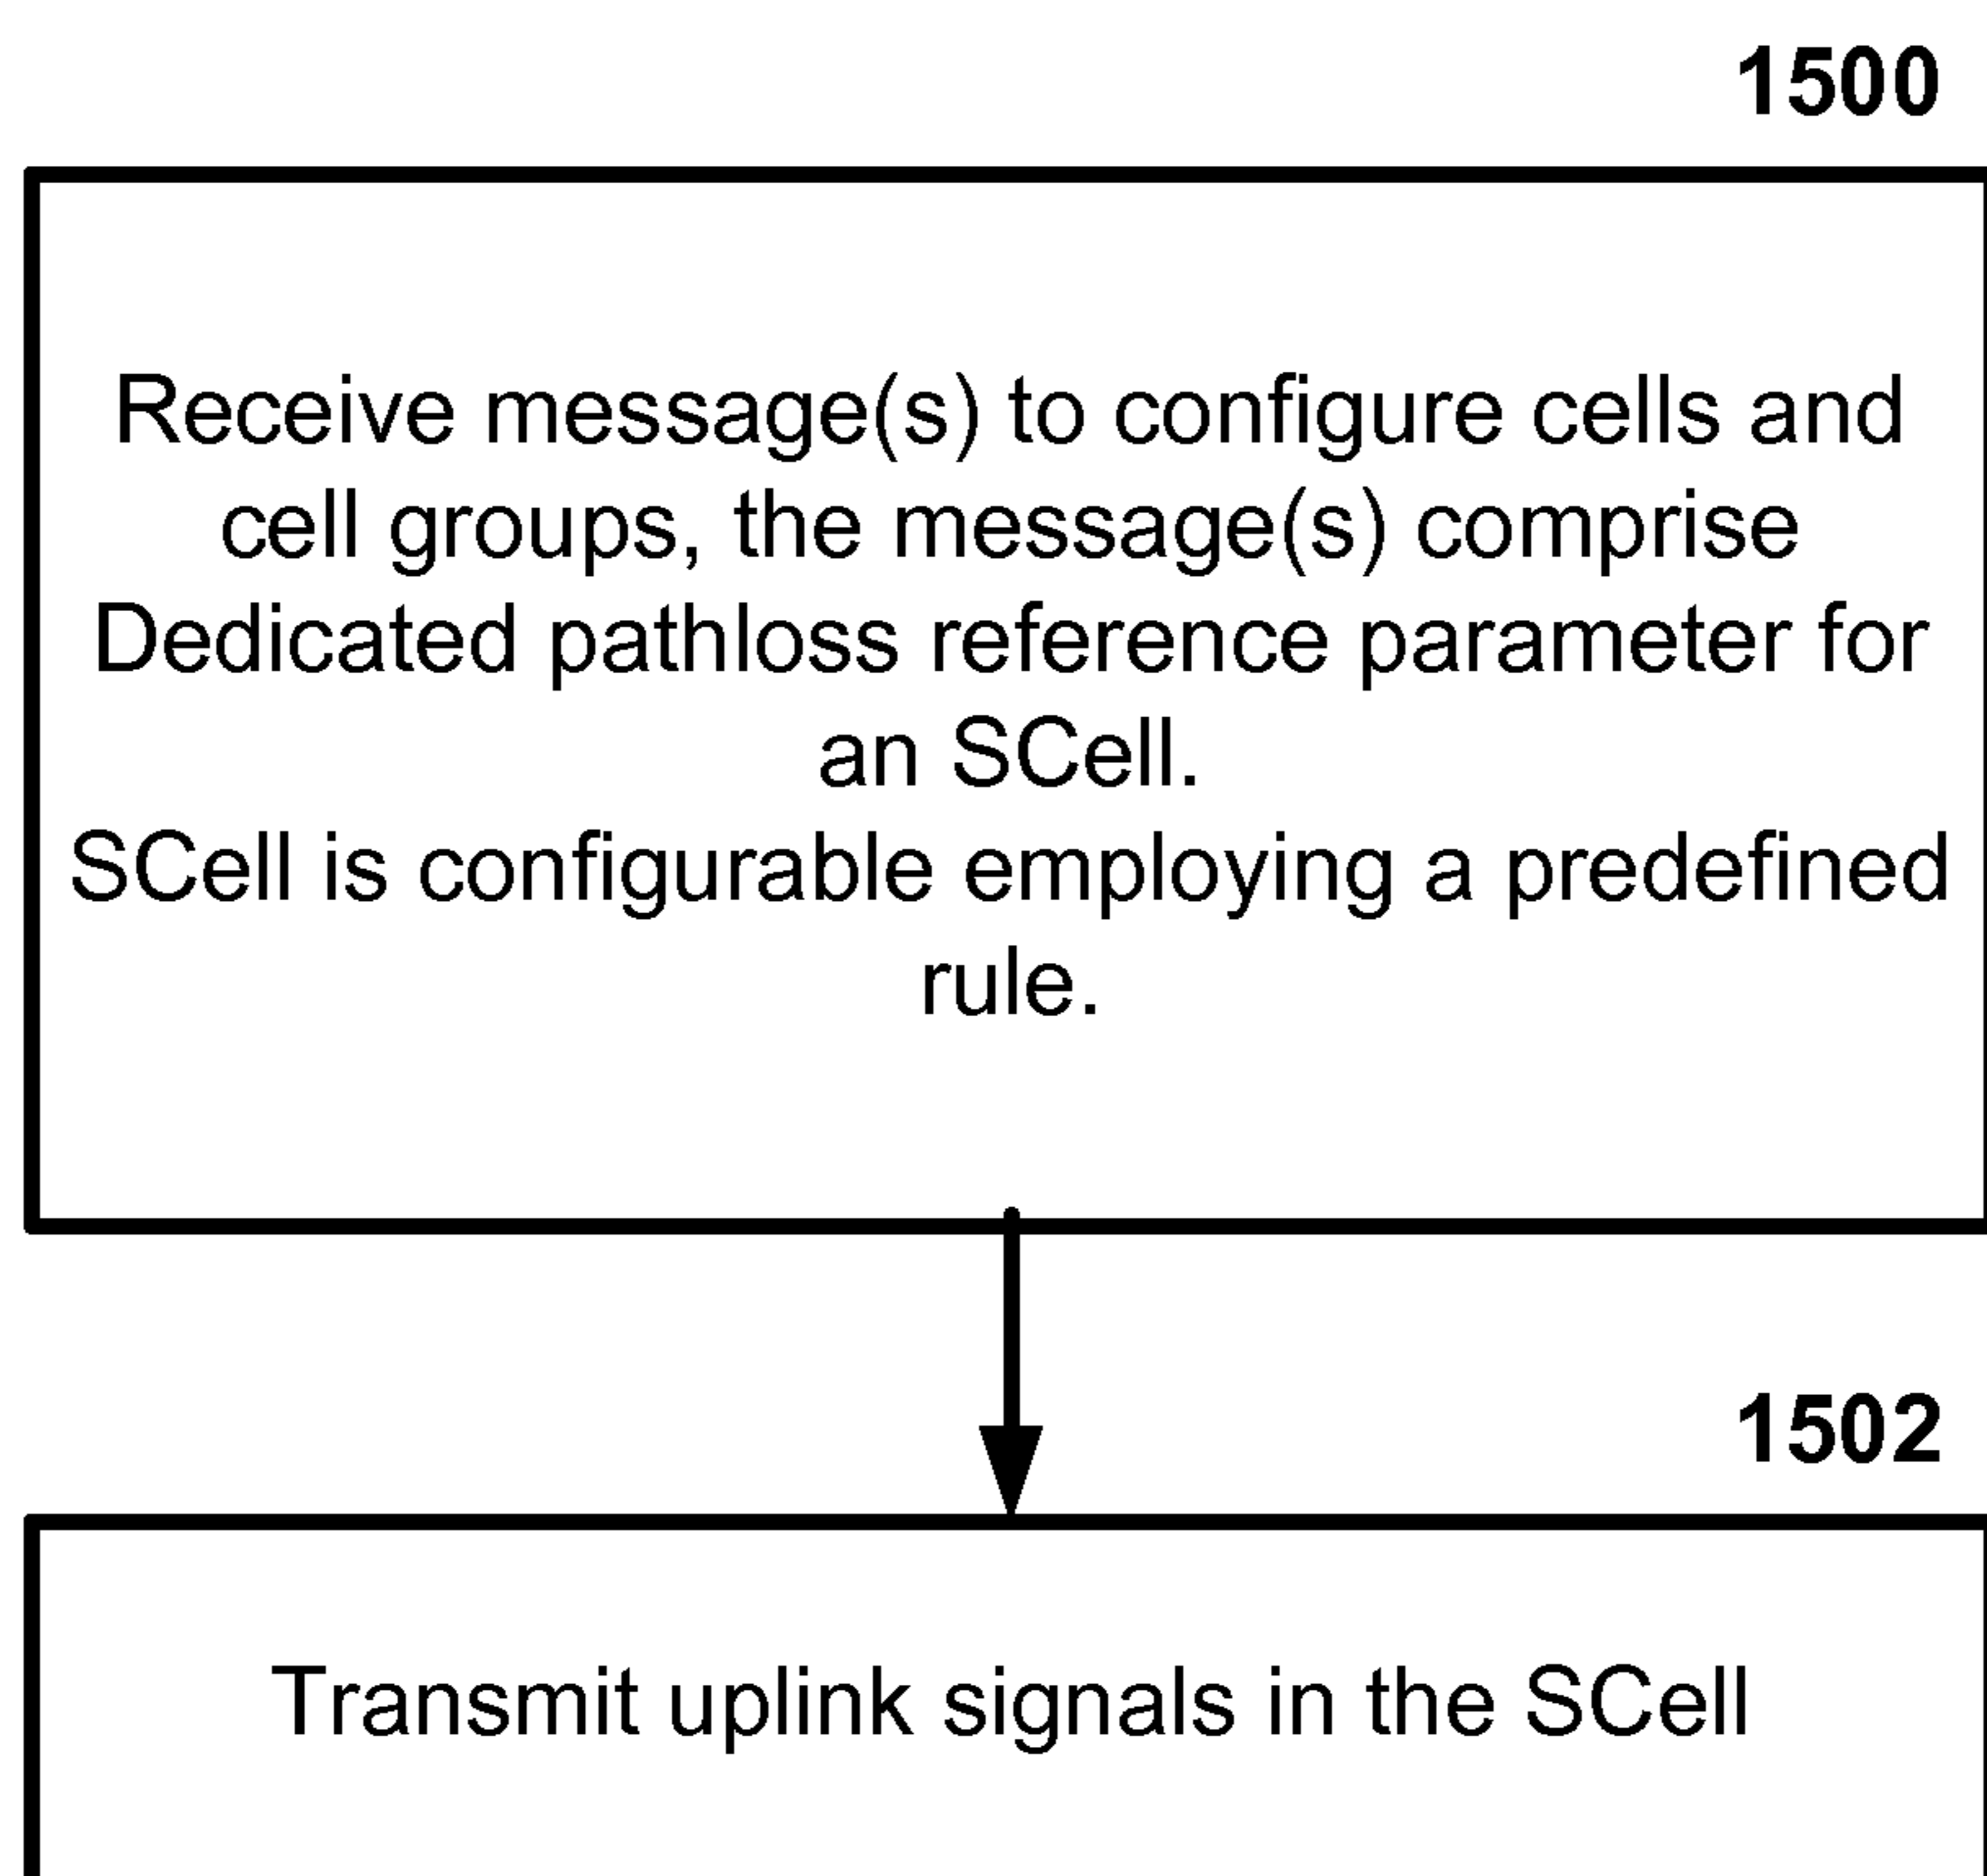 1500
Receive message(s) to configure cells and
cell groups, the message(s) comprise
Dedicated pathloss reference parameter for
an SCell.
SCell is configurable employing a predefined
rule.
1502
Transmit uplink signals in the SCell